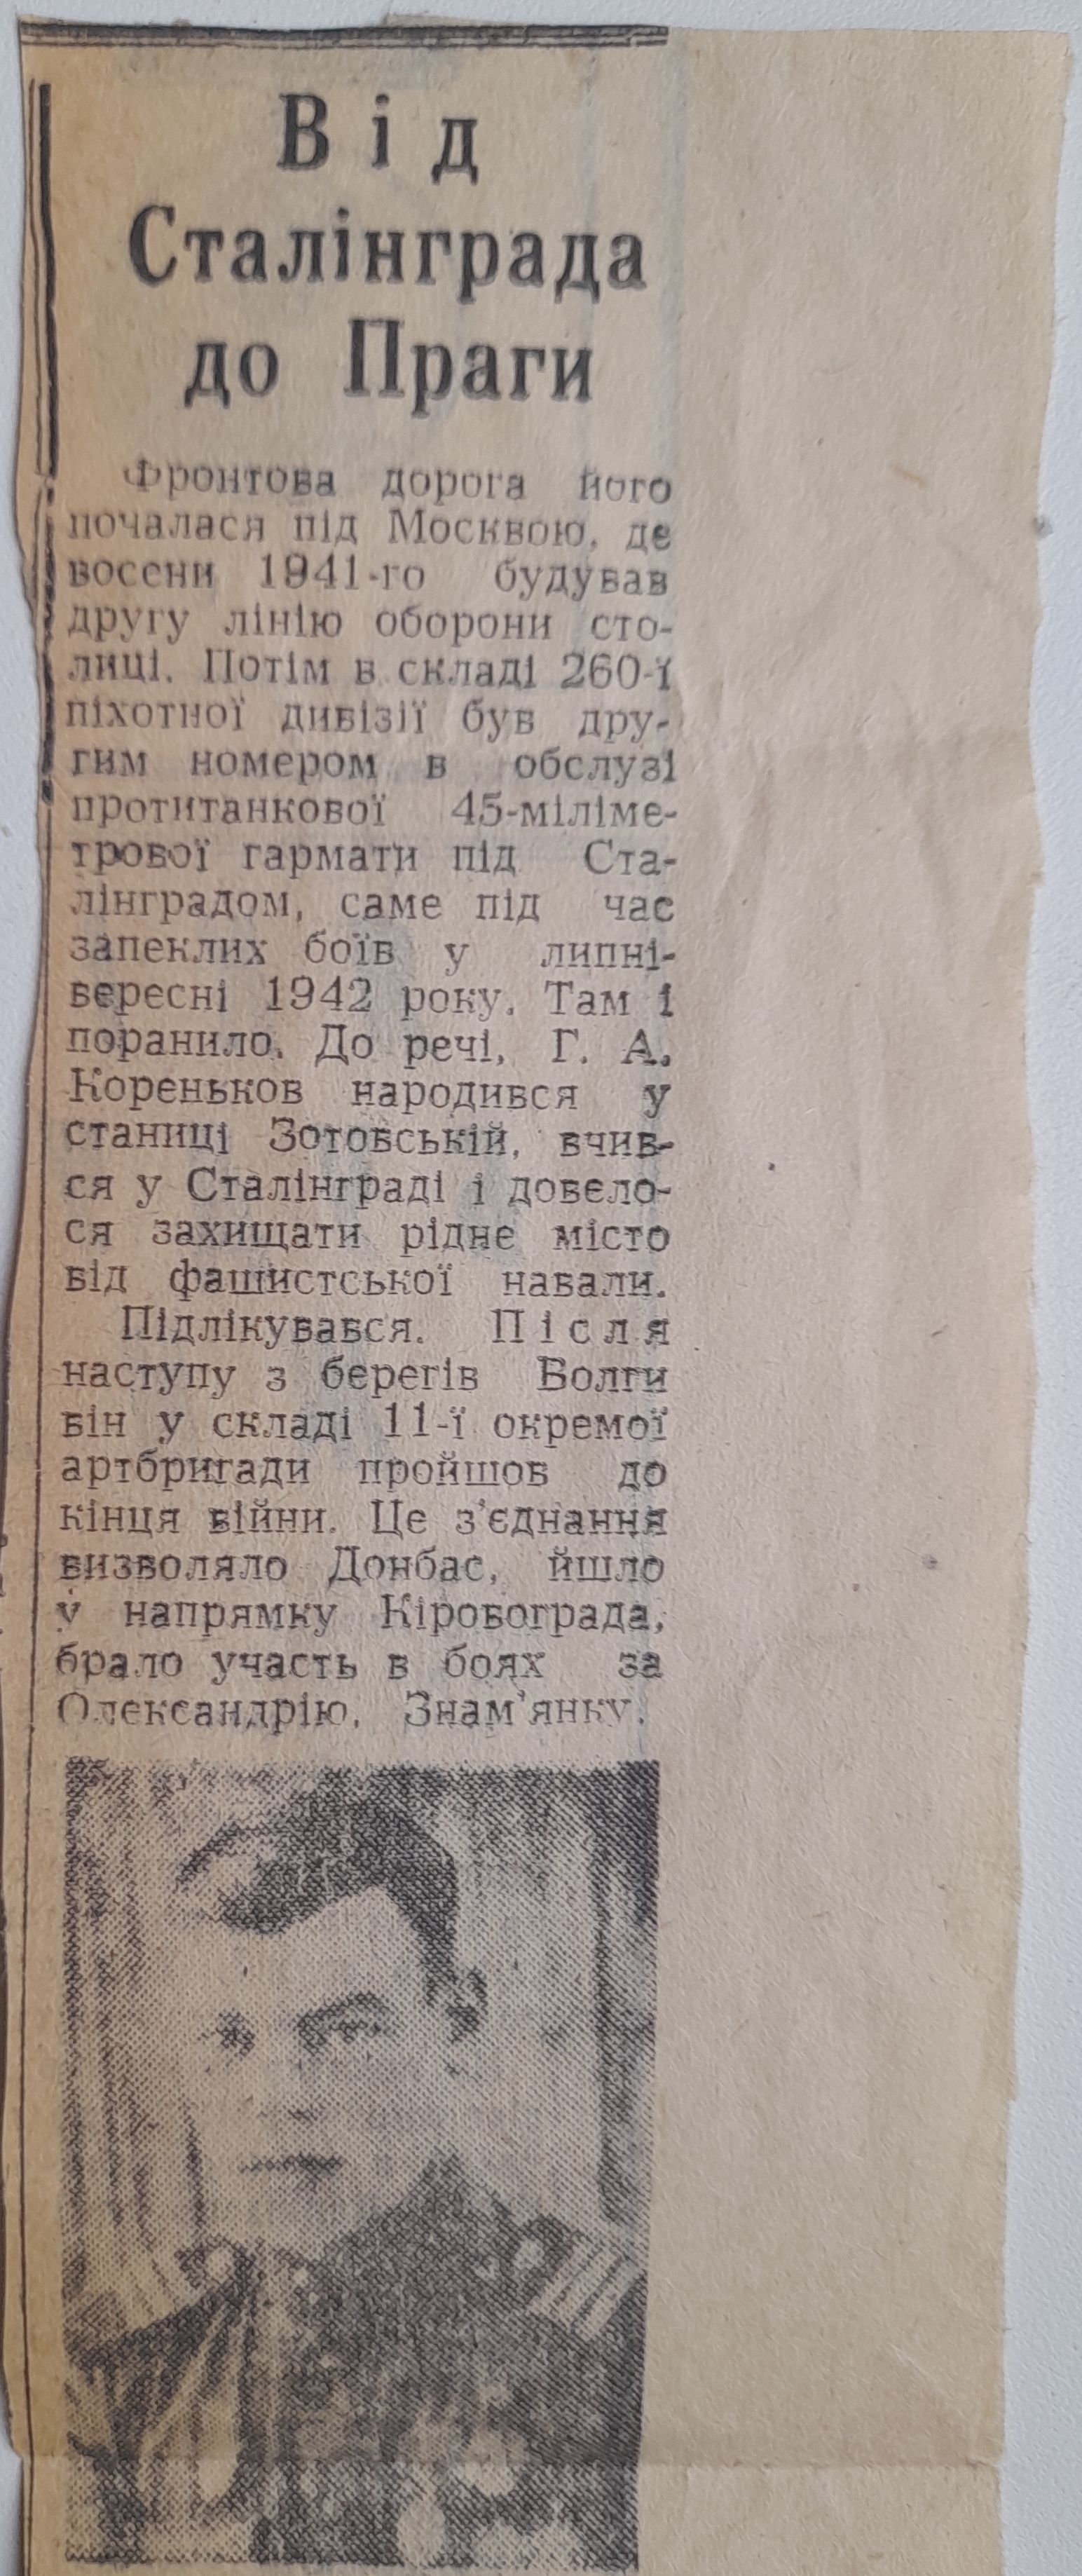 Від
Сталінграда
до Праги
Фронтова дорога його
почалася під Москвою, де
восени 1941-го будував
другу лінію оборони сто-
лиці. Потім в складі 260-ї
піхотної дивізії був дру-
гим номером в обслузі
протитанкової 45-міліме-
трової гармати під Ста-
лінградом, саме під час
запеклих боїв у липні-
вересні 1942 року. Там і
поранило. До речі, Г. А.
Кореньков народився у
станиці Зотовській, вчив-
ся у Сталінграді і довело-
ся захищати рідне місто
від фашистської навали.
Підлікувався. Після
наступу з берегів Волги
він у складі 11-ї окремої
артбригади пройшов до
кінця війни. Це з'єднання
визволяло Донбас, йшло
у напрямку Кіровограда,
брало участь в боях за
Олександрію, Знам'янку.